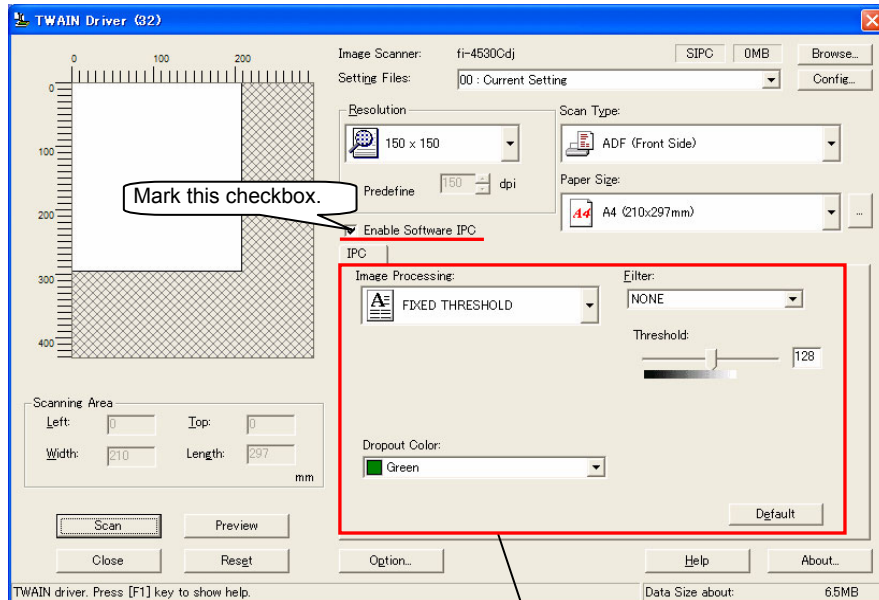 TWAIN Driver (32)
Image Scanner: fi-4530Cdj SIPC 0MB Browse...
Setting Files: 00 : Current Setting Config...
0 100 200
0
100
200
300
400
Resolution
150 x 150
Predefine 150 dpi
Scan Type:
ADF (Front Side)
Paper Size:
A4 A4 (210x297mm) ...
Mark this checkbox.
Enable Software IPC
IPC
Image Processing:
A FIXED THRESHOLD
Filter:
NONE
Threshold:
128
Dropout Color:
Green
Default
Scanning Area
Left: 0 Top: 0
Width: 210 Length: 297
mm
Scan Preview
Close Reset Option... Help About...
TWAIN driver. Press [F1] key to show help. Data Size about: 6.5MB